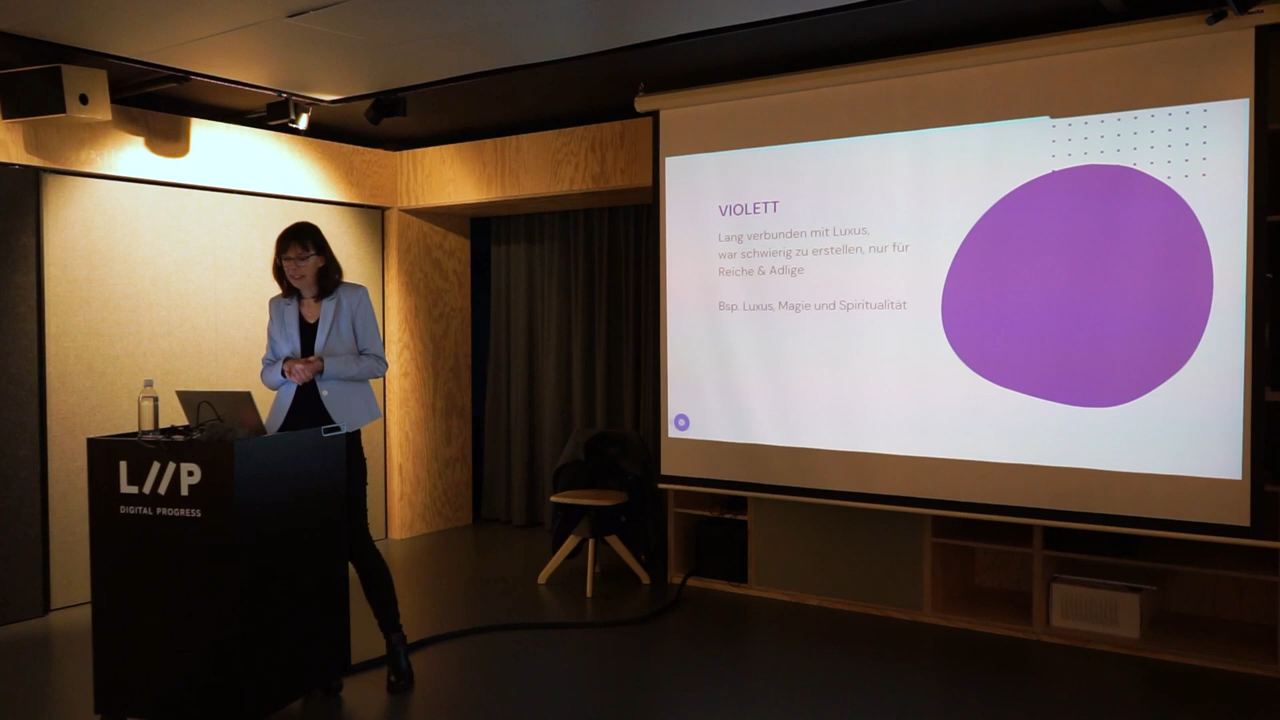 LIIP
DIGITAL PROGRESS
VIOLETT
Lang verbunden mit Luxus,
war schwierig zu erstellen, nur für
Reiche & Adlige
Bsp. Luxus, Magie und Spiritualität